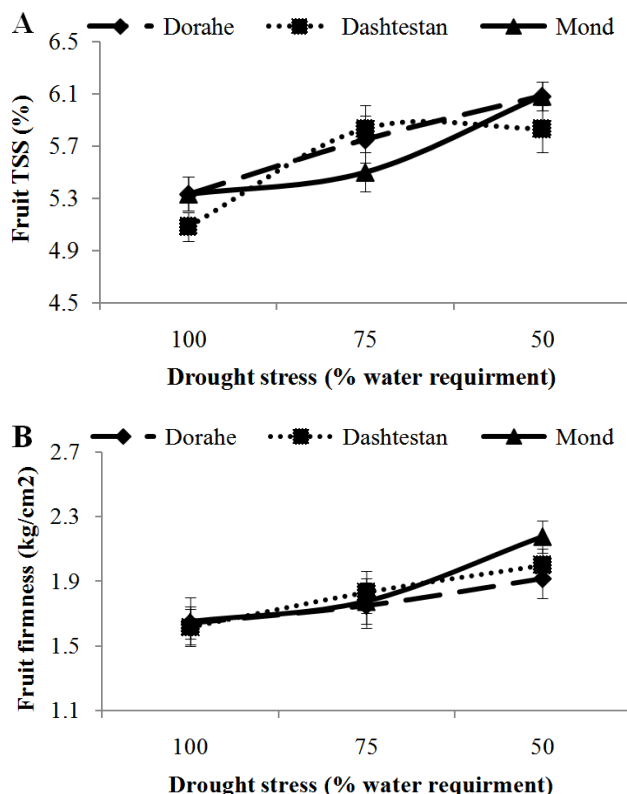 A
Dorahe Dashtestan Mond
6.5
6.1
5.7
5.3
4.9
4.5
Fruit TSS (%)
100 75 50
Drought stress (% water requirment)
B
Dorahe Dashtestan Mond
2.7
2.3
1.9
1.5
1.1
Fruit firmness (kg/cm2)
100 75 50
Drought stress (% water requirment)